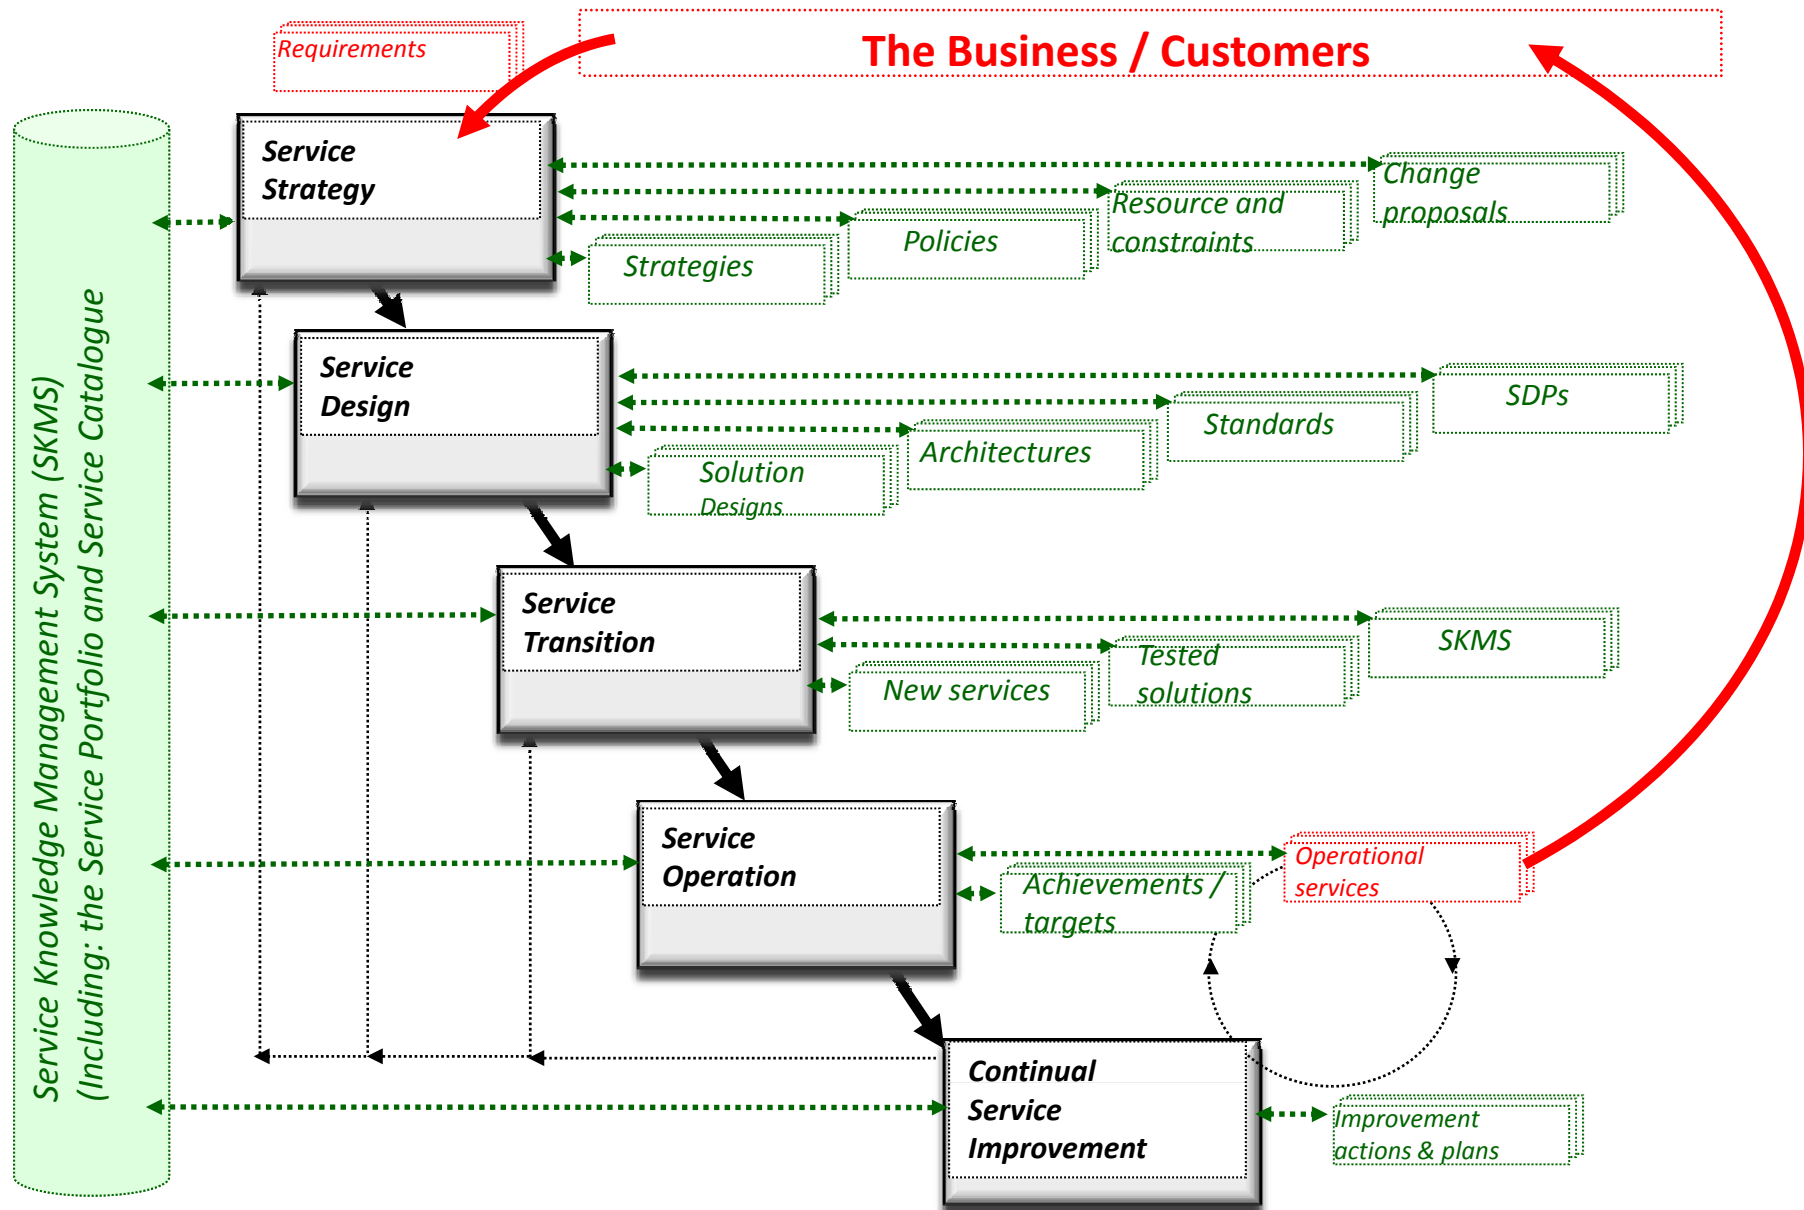 Requirements
The Business / Customers
Service
Strategy
Change
proposals
Resource and
constraints
Policies
Strategies
Service
Design
SDPs
Standards
Architectures
Solution
Designs
Service
Transition
SKMS
Tested
solutions
New services
Service
Operation
Operational
services
Achievements /
targets
Continual
Service
Improvement
Improvement
actions & plans
Service Knowledge Management System (SKMS)
(Including: the Service Portfolio and Service Catalogue